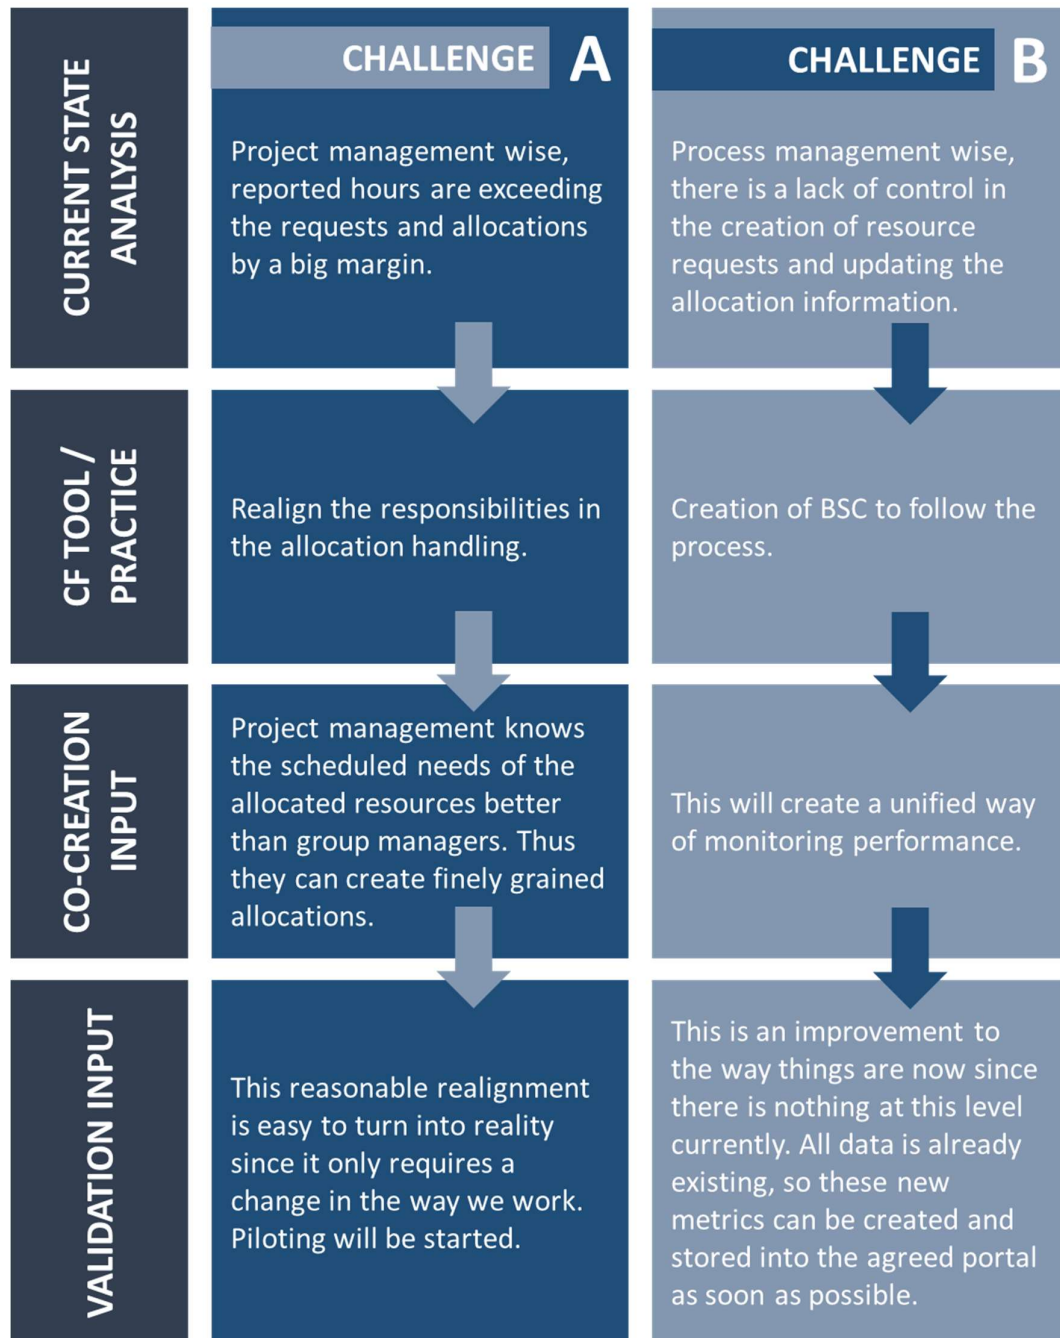 CURRENT STATE
ANALYSIS
CHALLENGE A
Project management wise,
reported hours are exceeding
the requests and allocations
by a big margin.
CHALLENGE B
Process management wise,
there is a lack of control in
the creation of resource
requests and updating the
allocation information.
CF TOOL /
PRACTICE
Realign the responsibilities in
the allocation handling.
Creation of BSC to follow the
process.
CO-CREATION
INPUT
Project management knows
the scheduled needs of the
allocated resources better
than group managers. Thus
they can create finely grained
allocations.
This will create a unified way
of monitoring performance.
VALIDATION INPUT
This reasonable realignment
is easy to turn into reality
since it only requires a
change in the way we work.
Piloting will be started.
This is an improvement to
the way things are now since
there is nothing at this level
currently. All data is already
existing, so these new
metrics can be created and
stored into the agreed portal
as soon as possible.